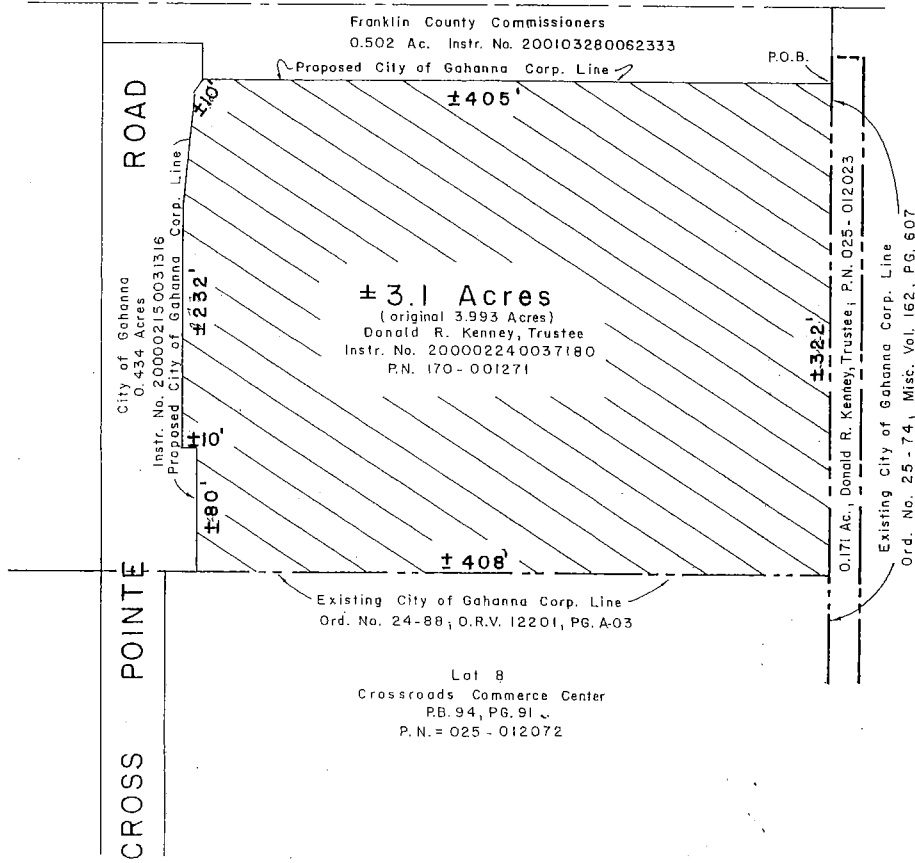 Franklin County Commissioners
0.502 Ac. Instr. No. 200103280062333
Proposed City of Gahanna Corp. Line
P.O.B.
±10'
±405'
CROSS POINTE ROAD
City of Gahanna
0.434 Acres
Instr. No. 200002150031316
Proposed City of Gahanna Corp. Line
±232'
±10'
±80'
±3.1 Acres
(original 3.993 Acres)
Donald R. Kenney, Trustee
Instr. No. 200002240037180
P.N. 170-001271
±322'
0.171 Ac., Donald R. Kenney, Trustee; P.N. 025-012023
Existing City of Gahanna Corp. Line
Ord. No. 25-74, Misc. Vol. 162, PG. 607
±408'
Existing City of Gahanna Corp. Line
Ord. No. 24-88; O.R.V. 12201, PG. A-03
Lot 8
Crossroads Commerce Center
P.B. 94, PG. 91
P.N. = 025-012072